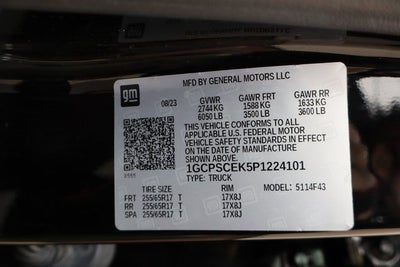 gm
MFD BY GENERAL MOTORS LLC
08/23 GVWR GAWR FRT GAWR RR
2744 KG 1588 KG 1633 KG
6050 LB 3500 LB 3600 LB
THIS VEHICLE CONFORMS TO ALL
APPLICABLE U.S. FEDERAL MOTOR
VEHICLE SAFETY STANDARDS IN EFFECT
ON THE DATE OF MANUFACTURE
SHOWN ABOVE.
1GCPSCEK5P1224101
TYPE: TRUCK
TIRE SIZE RIM MODEL: 5114F43
FRT 255/65R17 T 17X8J
RR 255/65R17 T 17X8J
SPA 255/65R17 T 17X8J